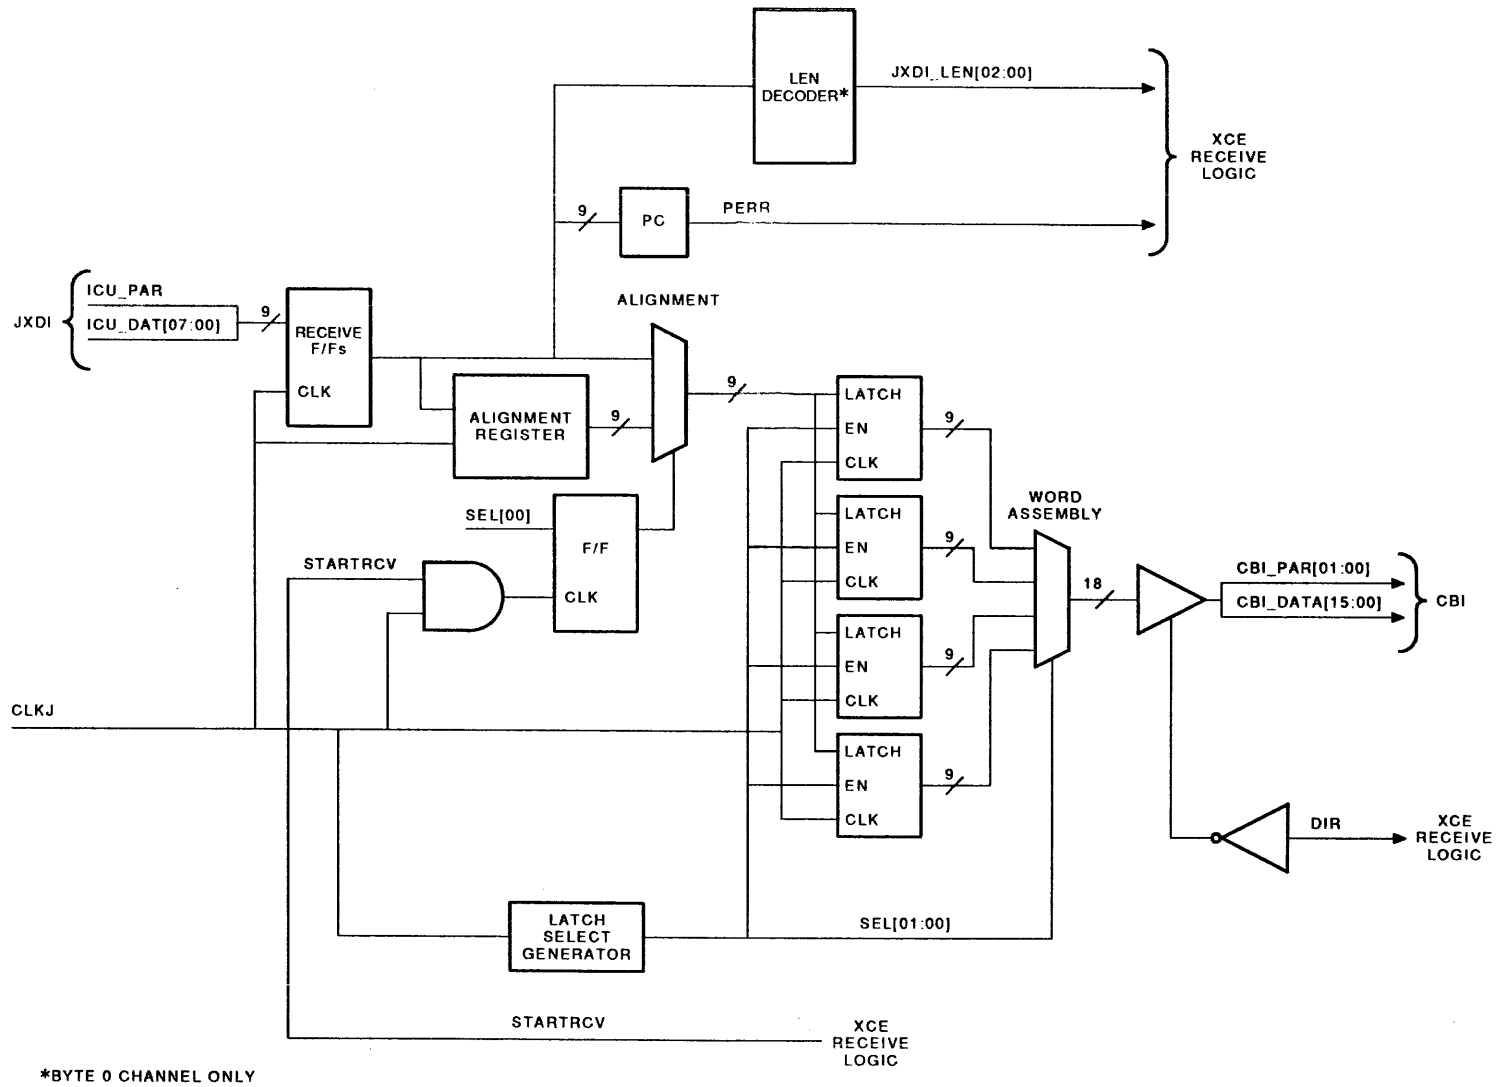 LEN
DECODER*
JXDI_LEN[02:00]
XCE
RECEIVE
LOGIC
9
PC
PERR
JXDI
ICU_PAR
ICU_DAT[07:00]
9
RECEIVE
F/Fs
CLK
ALIGNMENT
ALIGNMENT
REGISTER
9
9
SEL[00]
F/F
CLK
STARTRCV
CLKJ
LATCH
EN
CLK
9
LATCH
EN
CLK
9
LATCH
EN
CLK
9
LATCH
EN
CLK
9
WORD
ASSEMBLY
18
CBI_PAR[01:00]
CBI_DATA[15:00]
CBI
DIR
XCE
RECEIVE
LOGIC
LATCH
SELECT
GENERATOR
SEL[01:00]
STARTRCV
XCE
RECEIVE
LOGIC
*BYTE 0 CHANNEL ONLY